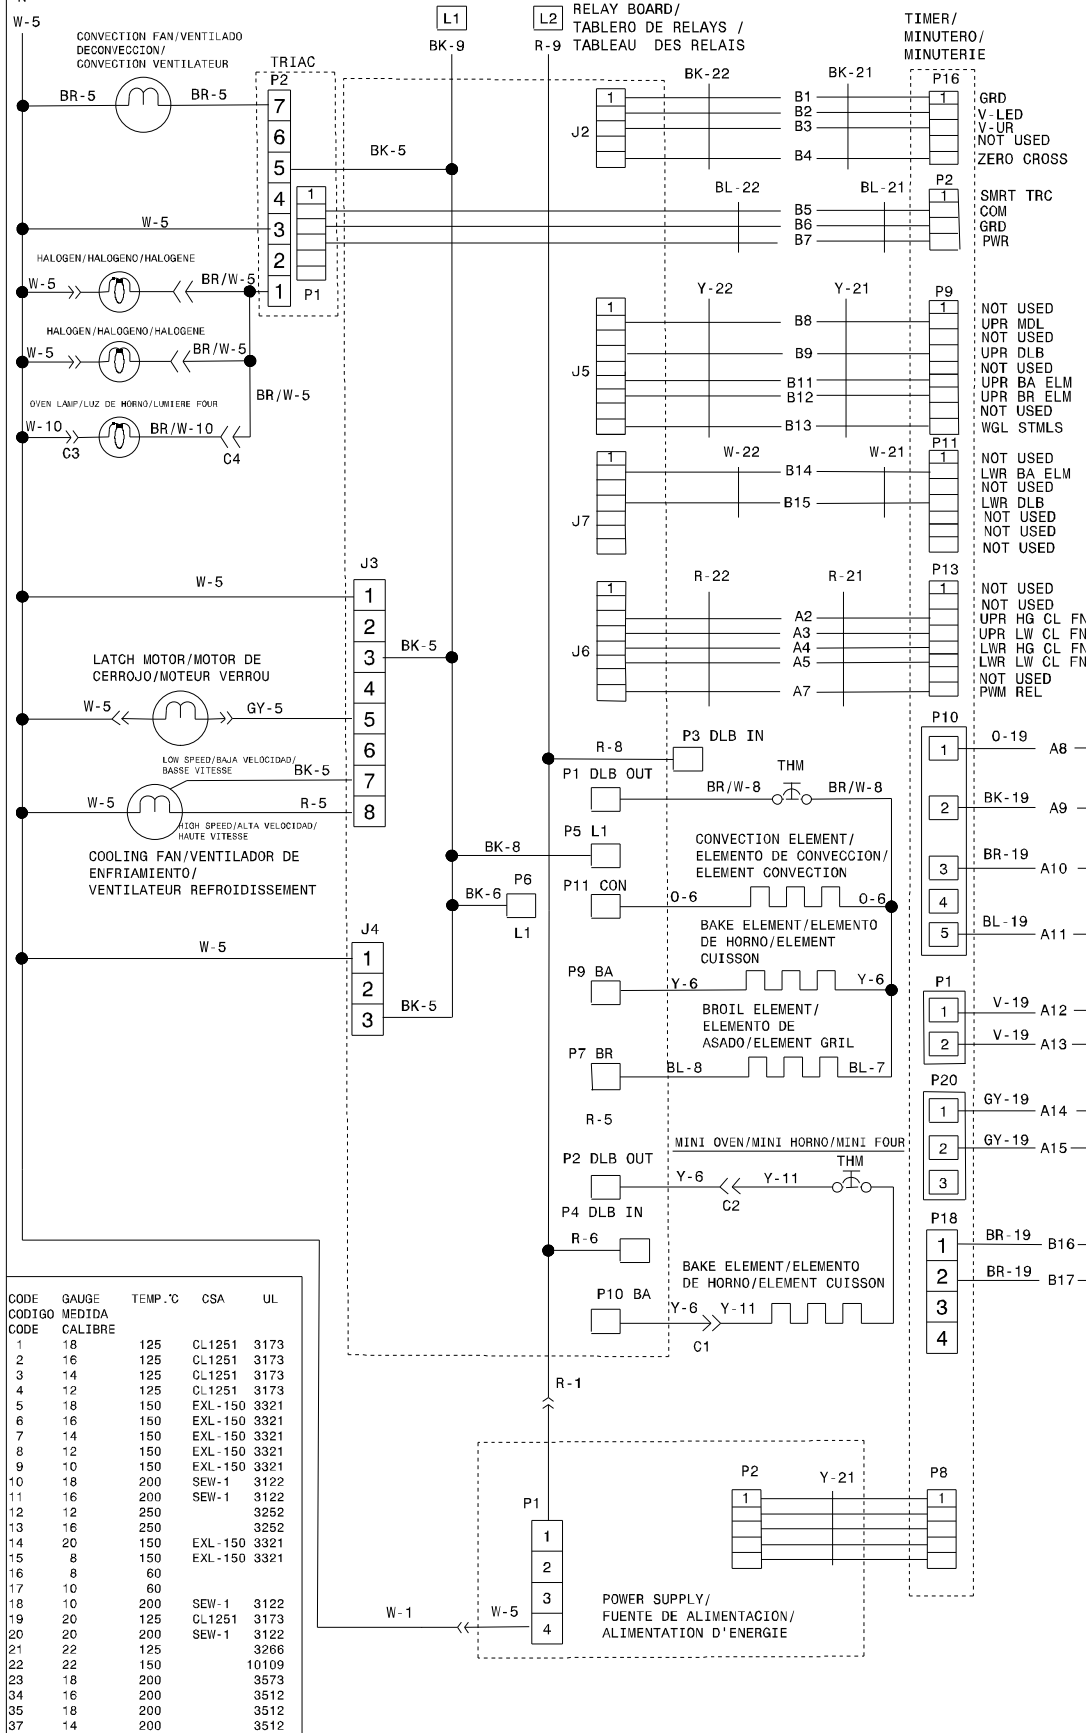 N
W-5
L1
L2
RELAY BOARD/
TABLERO DE RELAYS /
TABLEAU DES RELAIS
BK-9
R-9
TIMER/
MINUTERO/
MINUTERIE
CONVECTION FAN/VENTILADO
DECONVECCION/
CONVECTION VENTILATEUR
BR-5
BR-5
TRIAC
P2
7
6
5
4
3
2
1
1
P1
BK-5
W-5
HALOGEN/HALOGENO/HALOGENE
W-5
BR/W-5
HALOGEN/HALOGENO/HALOGENE
W-5
BR/W-5
BR/W-5
OVEN LAMP/LUZ DE HORNO/LUMIERE FOUR
W-10
BR/W-10
C3
C4
BK-22
BK-21
P16
J2
1
B1
B2
B3
B4
1
GRD
V-LED
V-UR
NOT USED
ZERO CROSS
BL-22
BL-21
P2
B5
B6
B7
1
SMRT TRC
COM
GRD
PWR
Y-22
Y-21
P9
J5
1
B8
B9
B11
B12
B13
1
NOT USED
UPR MDL
NOT USED
UPR DLB
NOT USED
UPR BA ELM
UPR BR ELM
NOT USED
WGL STMLS
W-22
W-21
P11
J7
1
B14
B15
1
NOT USED
LWR BA ELM
NOT USED
LWR DLB
NOT USED
NOT USED
NOT USED
R-22
R-21
P13
J6
1
A2
A3
A4
A5
A7
1
NOT USED
NOT USED
UPR HG CL FN
UPR LW CL FN
LWR HG CL FN
LWR LW CL FN
NOT USED
PWM REL
J3
W-5
1
2
3
4
5
6
7
8
BK-5
LATCH MOTOR/MOTOR DE
CERROJO/MOTEUR VERROU
W-5
GY-5
LOW SPEED/BAJA VELOCIDAD/
BASSE VITESSE
BK-5
W-5
R-5
HIGH SPEED/ALTA VELOCIDAD/
HAUTE VITESSE
COOLING FAN/VENTILADOR DE
ENFRIAMIENTO/
VENTILATEUR REFROIDISSEMENT
J4
W-5
1
2
3
BK-5
R-8
P3 DLB IN
P1 DLB OUT
BR/W-8
THM
BR/W-8
P5 L1
BK-8
BK-6
P6
L1
P11 CON
CONVECTION ELEMENT/
ELEMENTO DE CONVECCION/
ELEMENT CONVECTION
O-6
O-6
BAKE ELEMENT/ELEMENTO
DE HORNO/ELEMENT
CUISSON
P9 BA
Y-6
Y-6
BROIL ELEMENT/
ELEMENTO DE
ASADO/ELEMENT GRIL
P7 BR
BL-8
BL-7
R-5
MINI OVEN/MINI HORNO/MINI FOUR
P2 DLB OUT
Y-6
Y-11
THM
C2
P4 DLB IN
R-6
BAKE ELEMENT/ELEMENTO
DE HORNO/ELEMENT CUISSON
P10 BA
Y-6
Y-11
C1
P10
1
O-19
A8
2
BK-19
A9
3
BR-19
A10
4
5
BL-19
A11
P1
1
V-19
A12
2
V-19
A13
P20
1
GY-19
A14
2
GY-19
A15
3
P18
1
BR-19
B16
2
BR-19
B17
3
4
R-1
P1
1
2
3
4
W-1
W-5
P2
1
Y-21
P8
1
POWER SUPPLY/
FUENTE DE ALIMENTACION/
ALIMENTATION D'ENERGIE
CODE GAUGE TEMP.°C CSA UL
CODIGO MEDIDA
CODE CALIBRE
1 18 125 CL1251 3173
2 16 125 CL1251 3173
3 14 125 CL1251 3173
4 12 125 CL1251 3173
5 18 150 EXL-150 3321
6 16 150 EXL-150 3321
7 14 150 EXL-150 3321
8 12 150 EXL-150 3321
9 10 150 EXL-150 3321
10 18 200 SEW-1 3122
11 16 200 SEW-1 3122
12 12 250 3252
13 16 250 3252
14 20 150 EXL-150 3321
15 8 150 EXL-150 3321
16 8 60
17 10 60
18 10 200 SEW-1 3122
19 20 125 CL1251 3173
20 20 200 SEW-1 3122
21 22 125 3266
22 22 150 10109
23 18 200 3573
34 16 200 3512
35 18 200 3512
37 14 200 3512